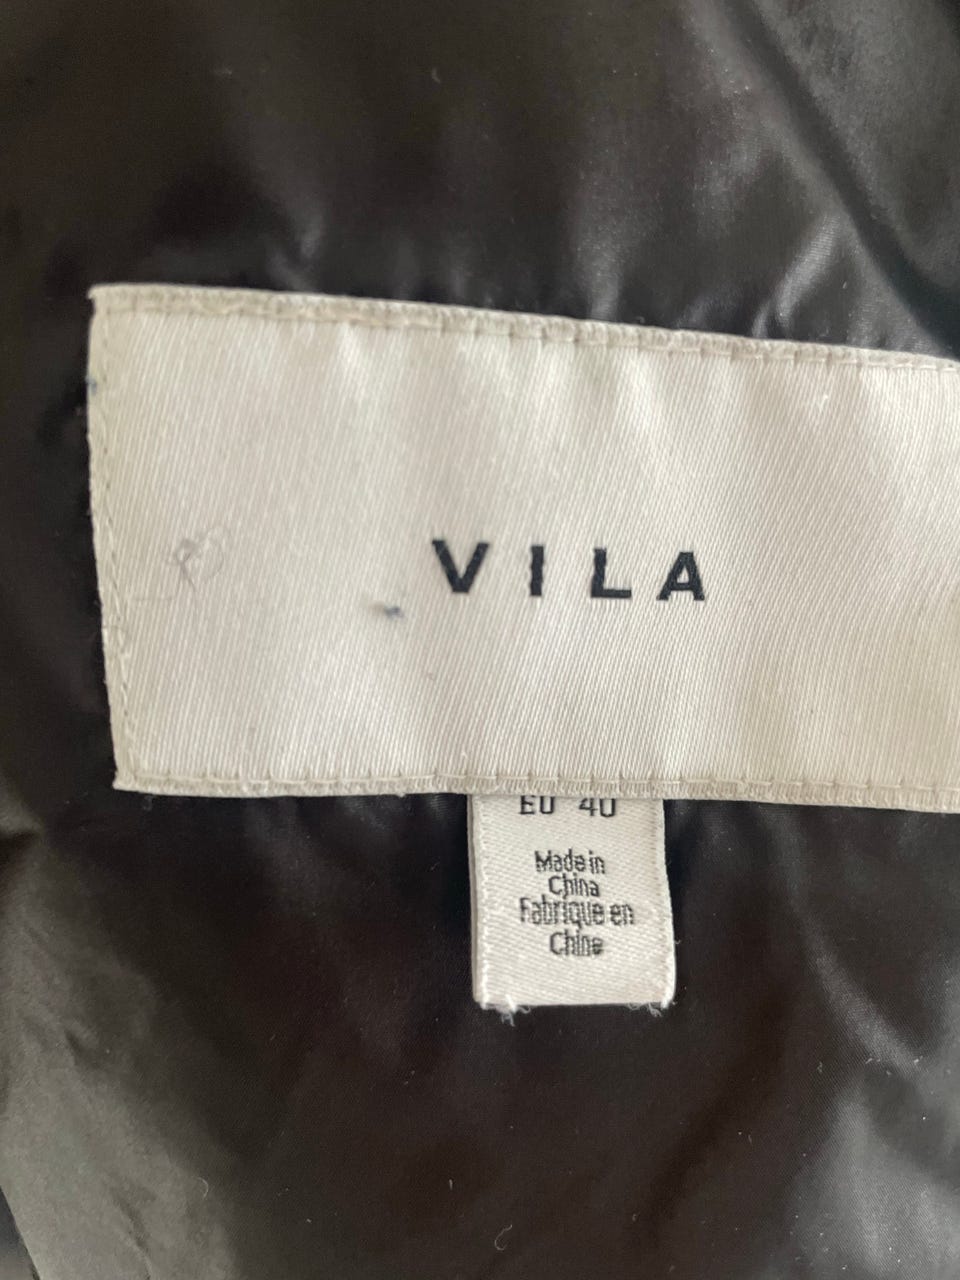 VILA
EU 40
Made in
China
Fabrique en
Chine